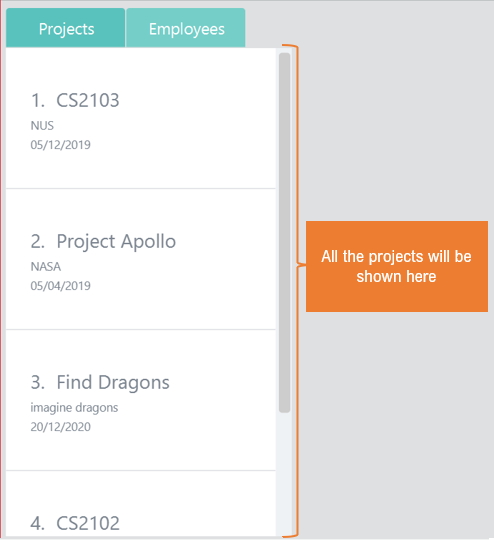 Projects
Employees
1. CS2103
NUS
05/12/2019
2. Project Apollo
NASA
05/04/2019
3. Find Dragons
imagine dragons
20/12/2020
4. CS2102
All the projects will be
shown here